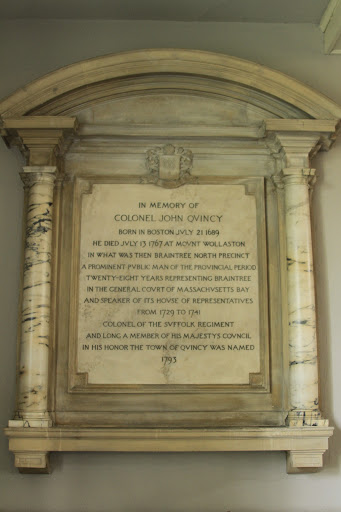 IN MEMORY OF
COLONEL JOHN QVINCY
BORN IN BOSTON JVLY 21 1689
HE DIED JVLY 13 1767 AT MOVNT WOLLASTON
IN WHAT WAS THEN BRAINTREE NORTH PRECINCT
A PROMINENT PVBLIC MAN OF THE PROVINCIAL PERIOD
TWENTY-EIGHT YEARS REPRESENTING BRAINTREE
IN THE GENERAL COVRT OF MASSACHVSETTS BAY
AND SPEAKER OF ITS HOVSE OF REPRESENTATIVES
FROM 1729 TO 1741
COLONEL OF THE SVFFOLK REGIMENT
AND LONG A MEMBER OF HIS MAJESTYS COVNCIL
IN HIS HONOR THE TOWN OF QVINCY WAS NAMED
1793